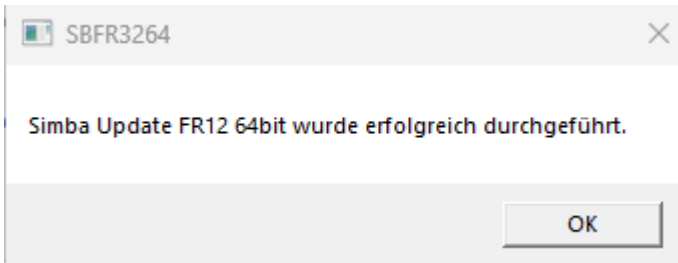 SBFR3264
Simba Update FR12 64bit wurde erfolgreich durchgeführt.
OK